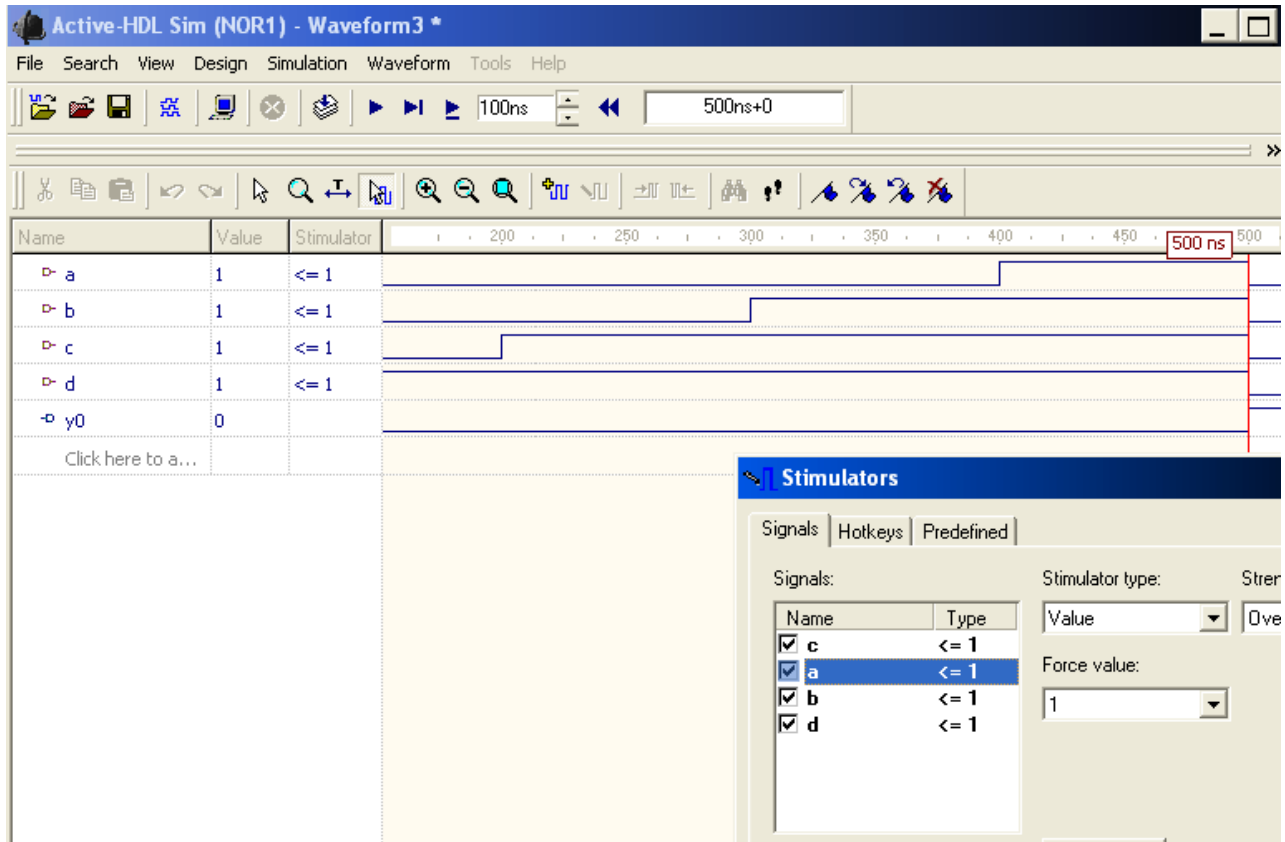 Active-HDL Sim (NOR1) - Waveform3 *
File Search View Design Simulation Waveform Tools Help
100ns 500ns+0
»
Name Value Stimulator 200 250 300 350 400 450 500 ns 500
a 1 <= 1
b 1 <= 1
c 1 <= 1
d 1 <= 1
y0 0
Click here to a...
Stimulators
Signals Hotkeys Predefined
Signals: Stimulator type: Stren
Name Type Value Ove
c <= 1
a <= 1 Force value:
b <= 1 1
d <= 1